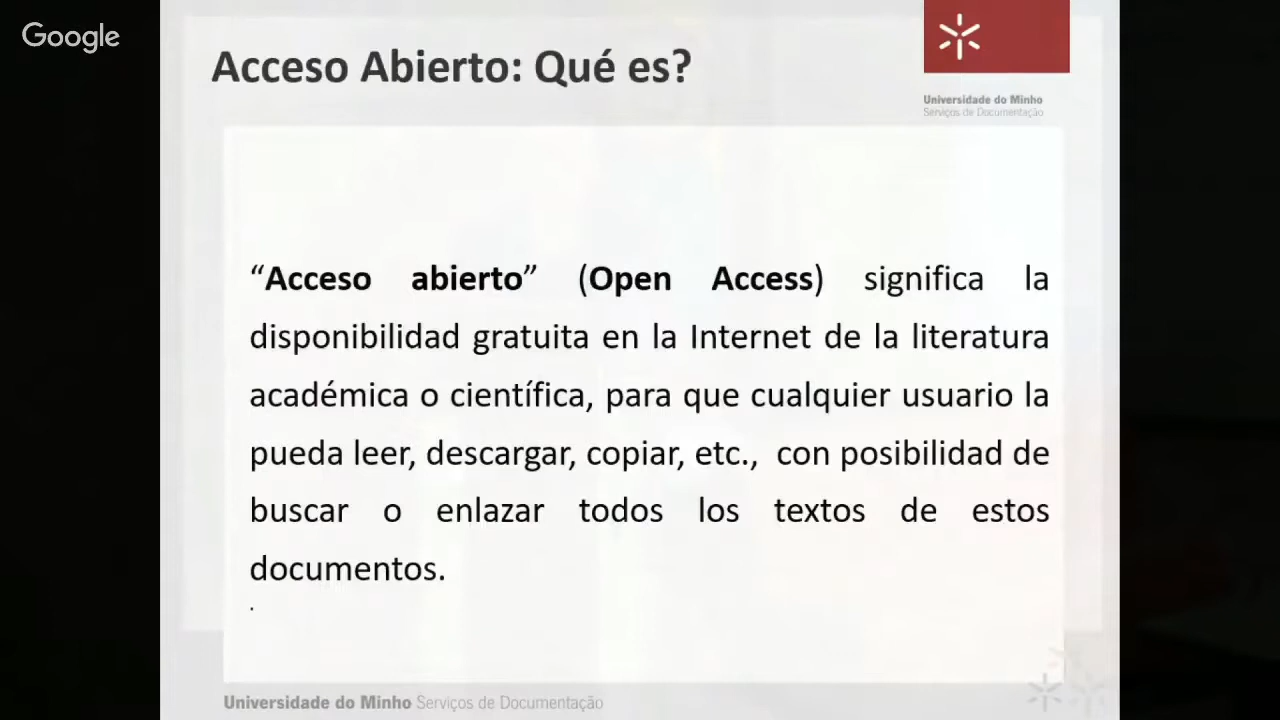 Google
Acceso Abierto: Qué es?
Universidade do Minho
Serviços de Documentação
“Acceso abierto” (Open Access) significa la
disponibilidad gratuita en la Internet de la literatura
académica o científica, para que cualquier usuario la
pueda leer, descargar, copiar, etc., con posibilidad de
buscar o enlazar todos los textos de estos
documentos.
.
Universidade do Minho Serviços de Documentação